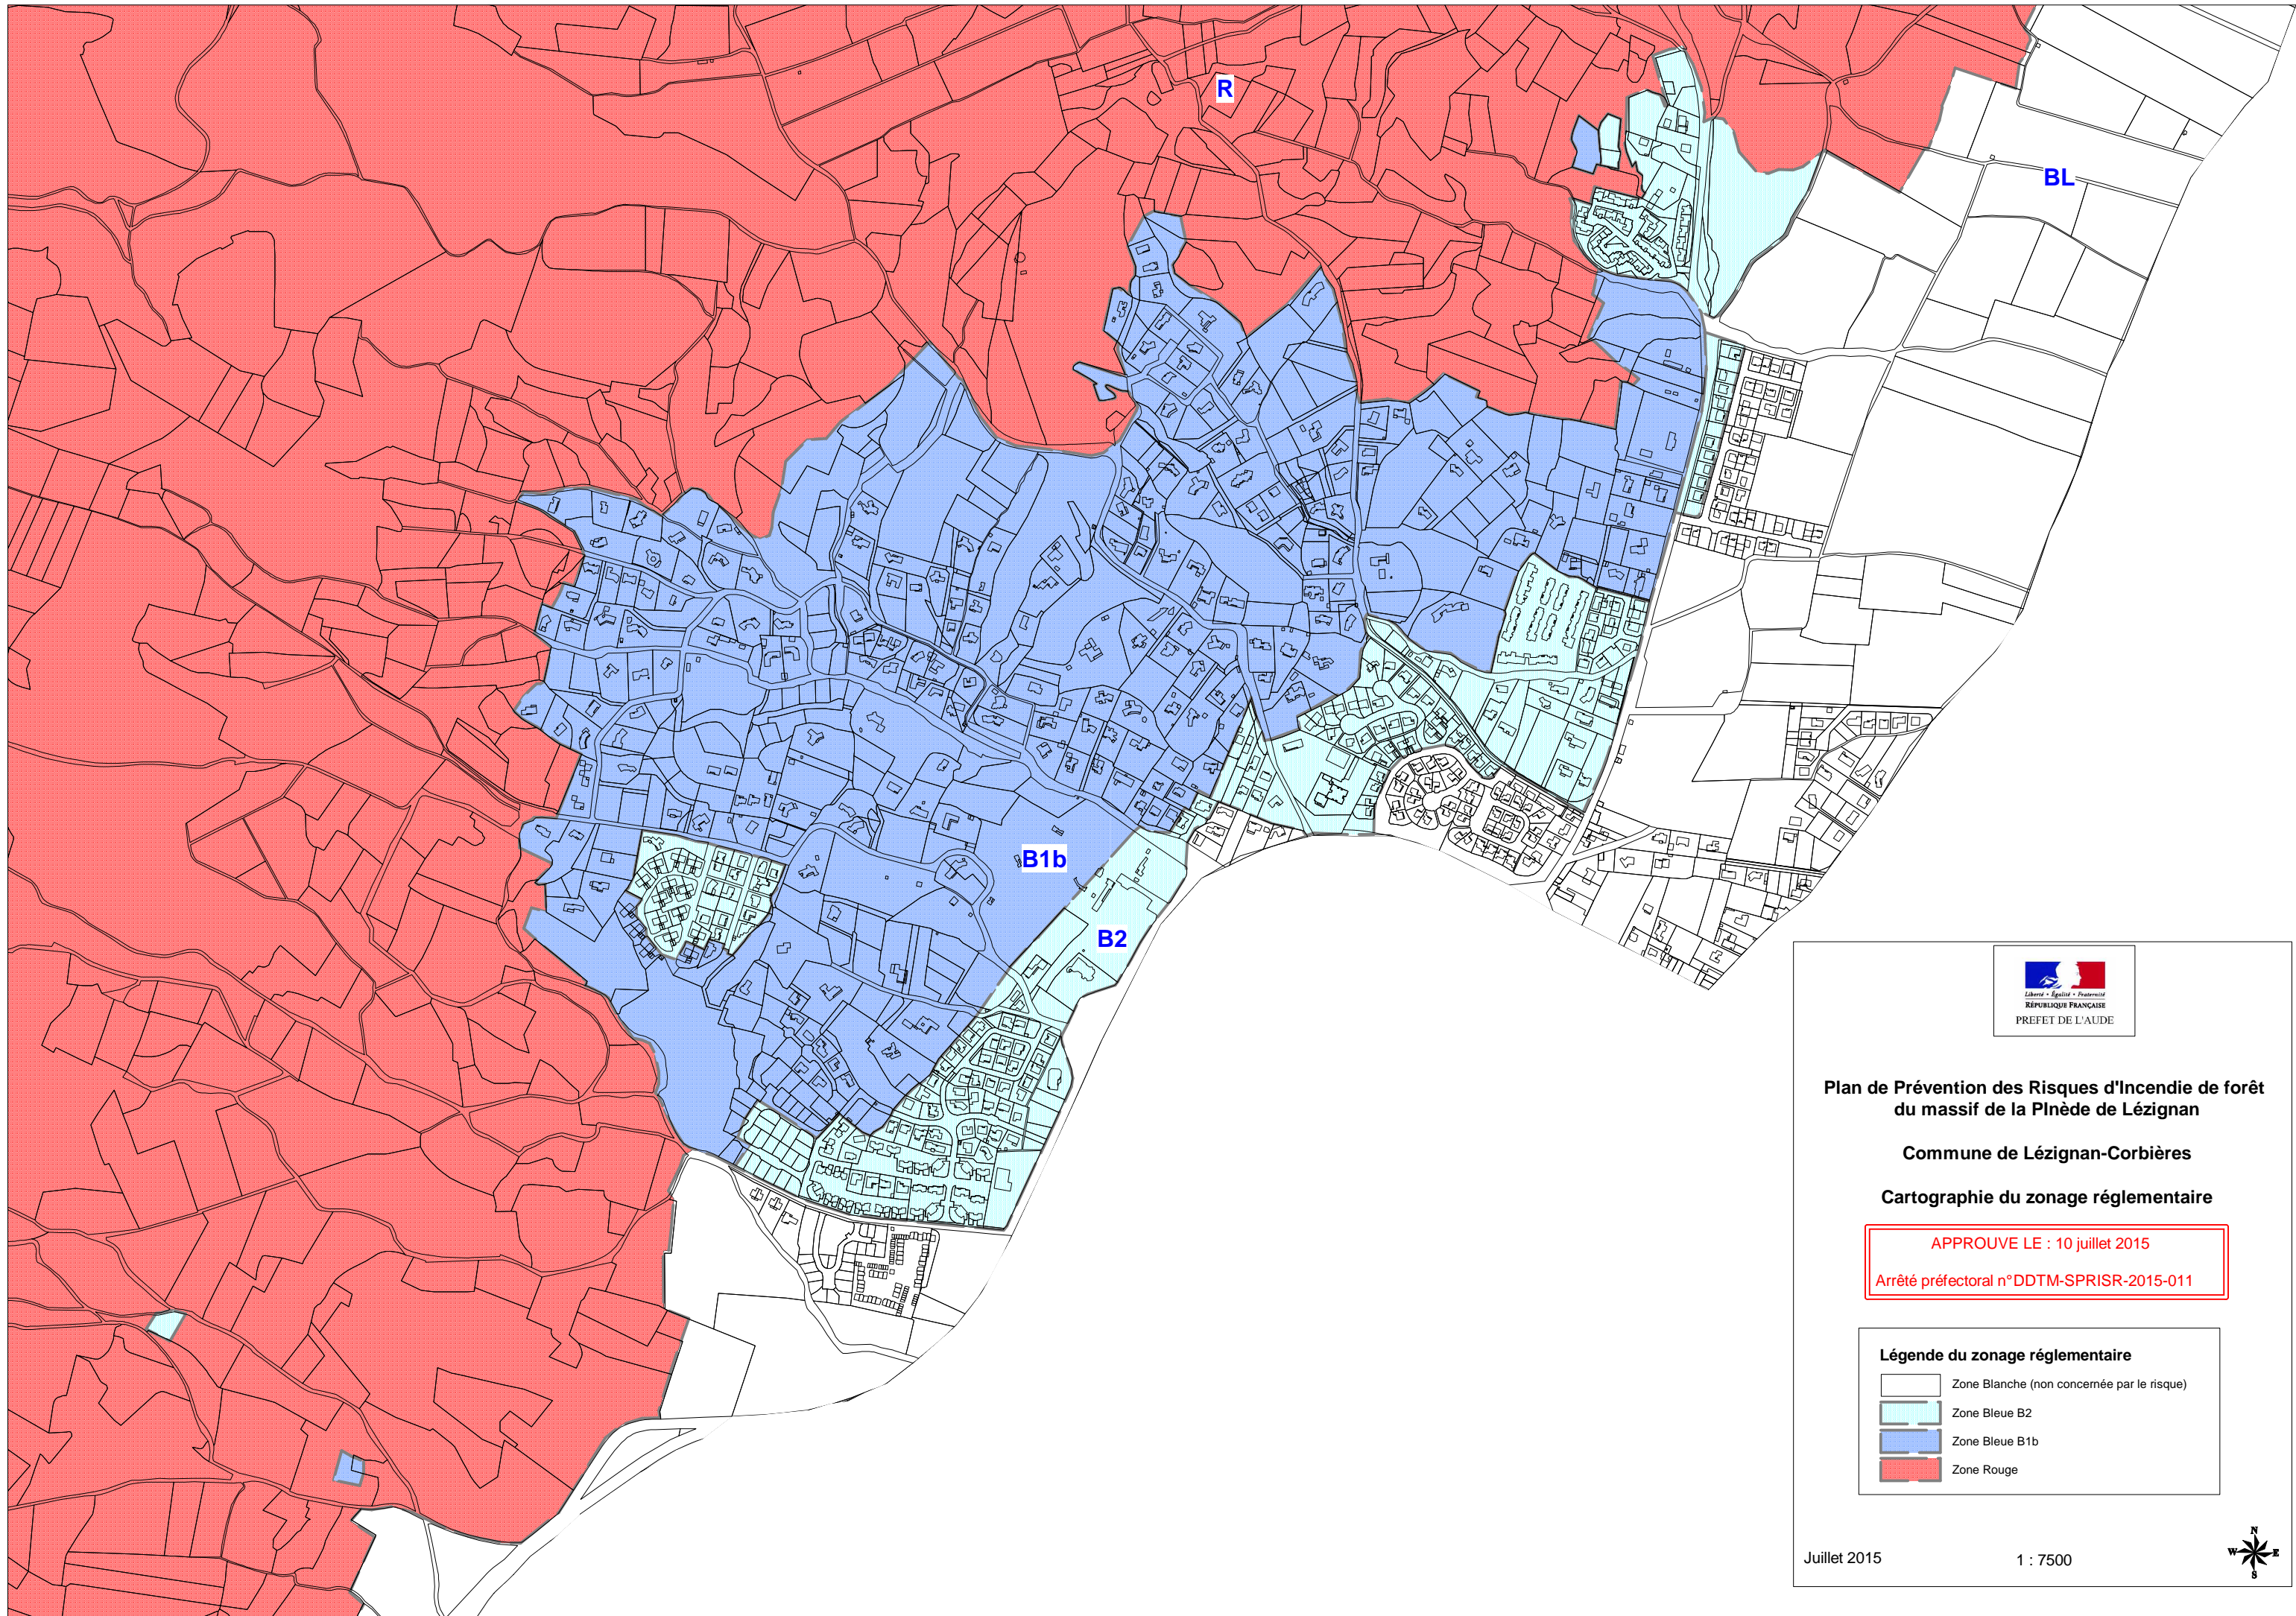 R
BL
B1b
B2
Liberté • Égalité • Fraternité
RÉPUBLIQUE FRANÇAISE
PREFET DE L'AUDE
Plan de Prévention des Risques d'Incendie de forêt
du massif de la PInède de Lézignan
Commune de Lézignan-Corbières
Cartographie du zonage réglementaire
APPROUVE LE : 10 juillet 2015
Arrêté préfectoral n°DDTM-SPRISR-2015-011
Légende du zonage réglementaire
Zone Blanche (non concernée par le risque)
Zone Bleue B2
Zone Bleue B1b
Zone Rouge
Juillet 2015
1 : 7500
N
W E
S